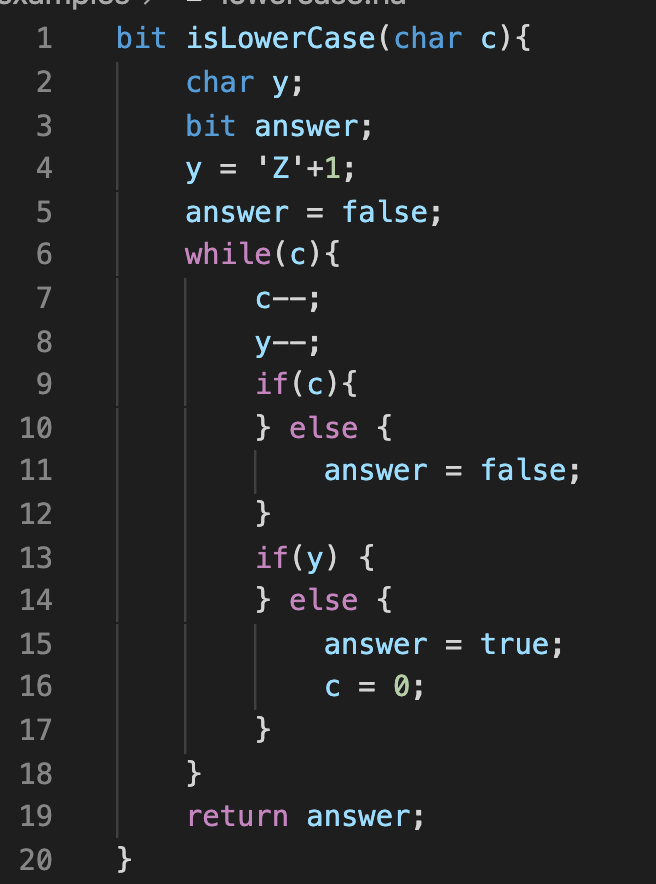 1 bit isLowerCase(char c){
2 char y;
3 bit answer;
4 y = 'Z'+1;
5 answer = false;
6 while(c){
7 c--;
8 y--;
9 if(c){
10 } else {
11 answer = false;
12 }
13 if(y) {
14 } else {
15 answer = true;
16 c = 0;
17 }
18 }
19 return answer;
20 }